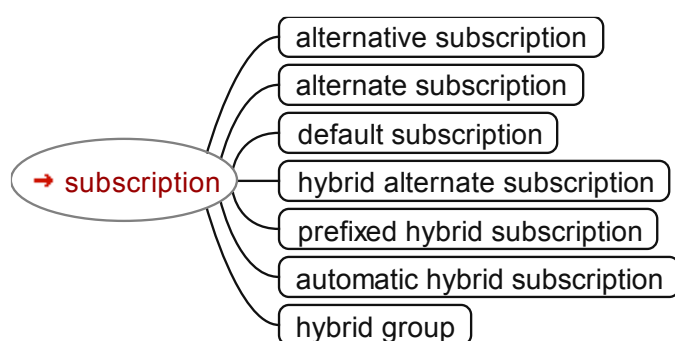 alternative subscription
alternate subscription
default subscription
➜ subscription
hybrid alternate subscription
prefixed hybrid subscription
automatic hybrid subscription
hybrid group